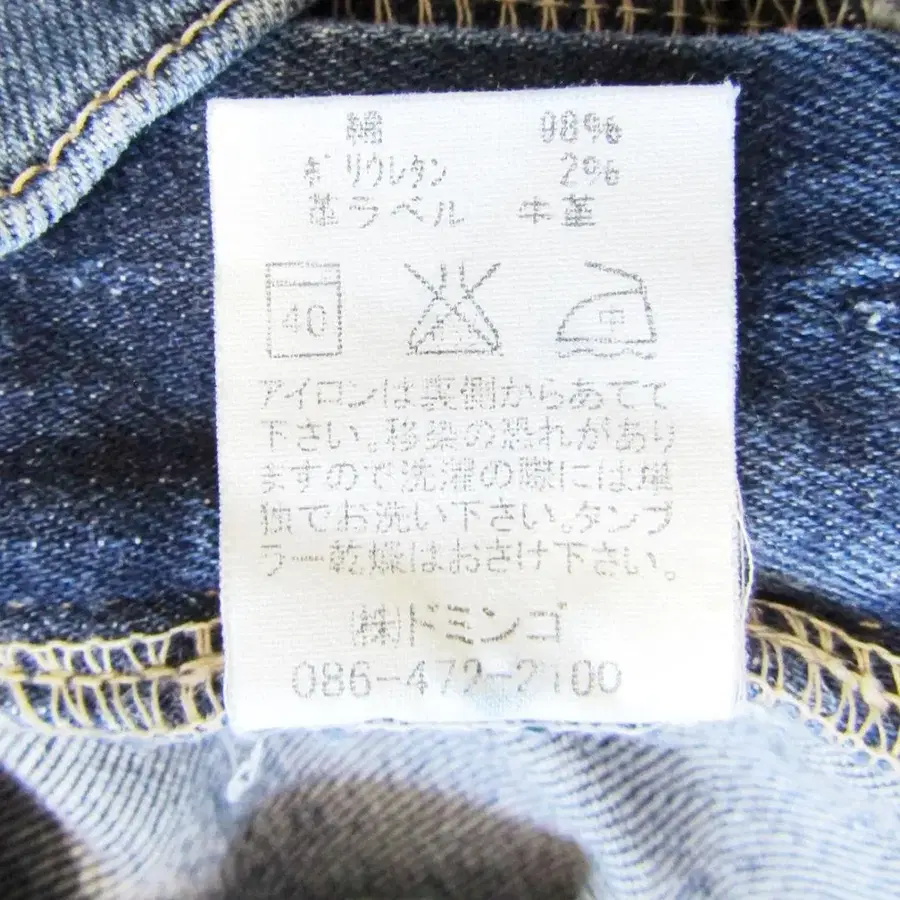 綿 98%
ポリウレタン 2%
革ラベル 牛革
40 中
アイロンは裏側からあてて
下さい。移染の恐れがあり
ますので洗濯の際には単
独でお洗い下さい。タンブ
ラー乾燥はおさけ下さい。
㈱ドミンゴ
086-472-2100